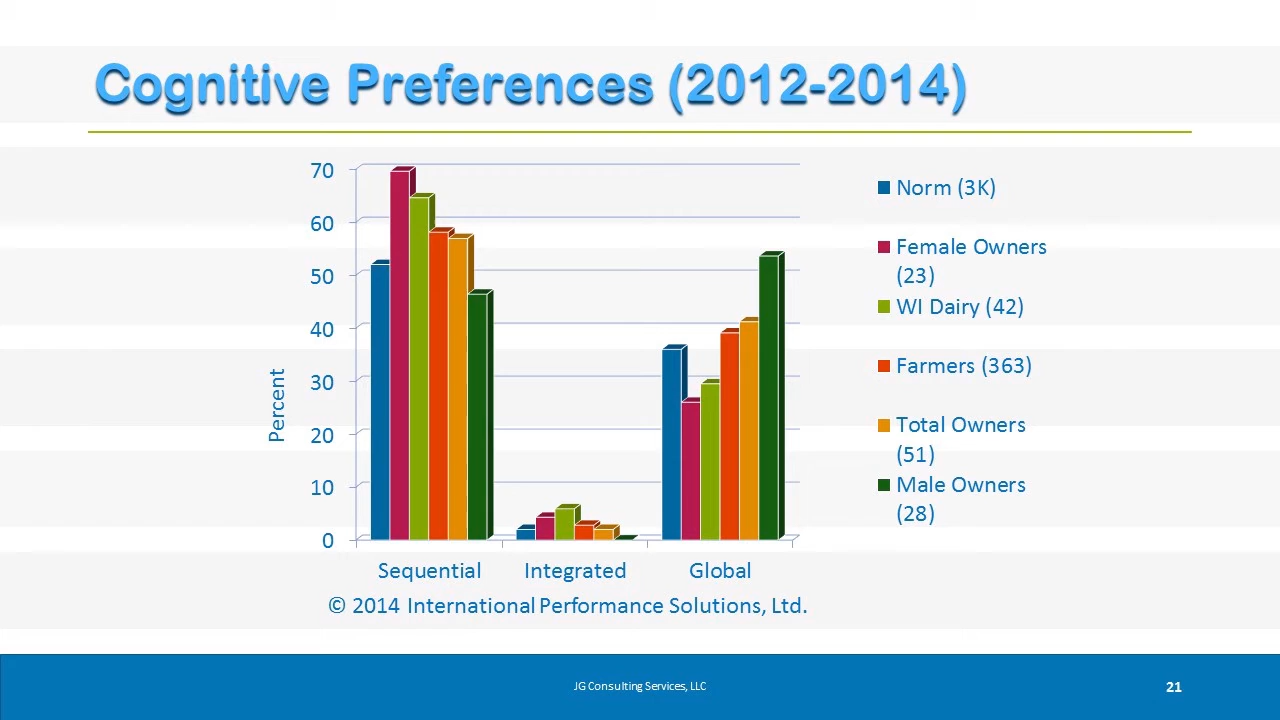 Cognitive Preferences (2012-2014)
70
60
50
40
30
20
10
0
Percent
Sequential
Integrated
Global
© 2014 International Performance Solutions, Ltd.
Norm (3K)
Female Owners
(23)
WI Dairy (42)
Farmers (363)
Total Owners
(51)
Male Owners
(28)
JG Consulting Services, LLC
21